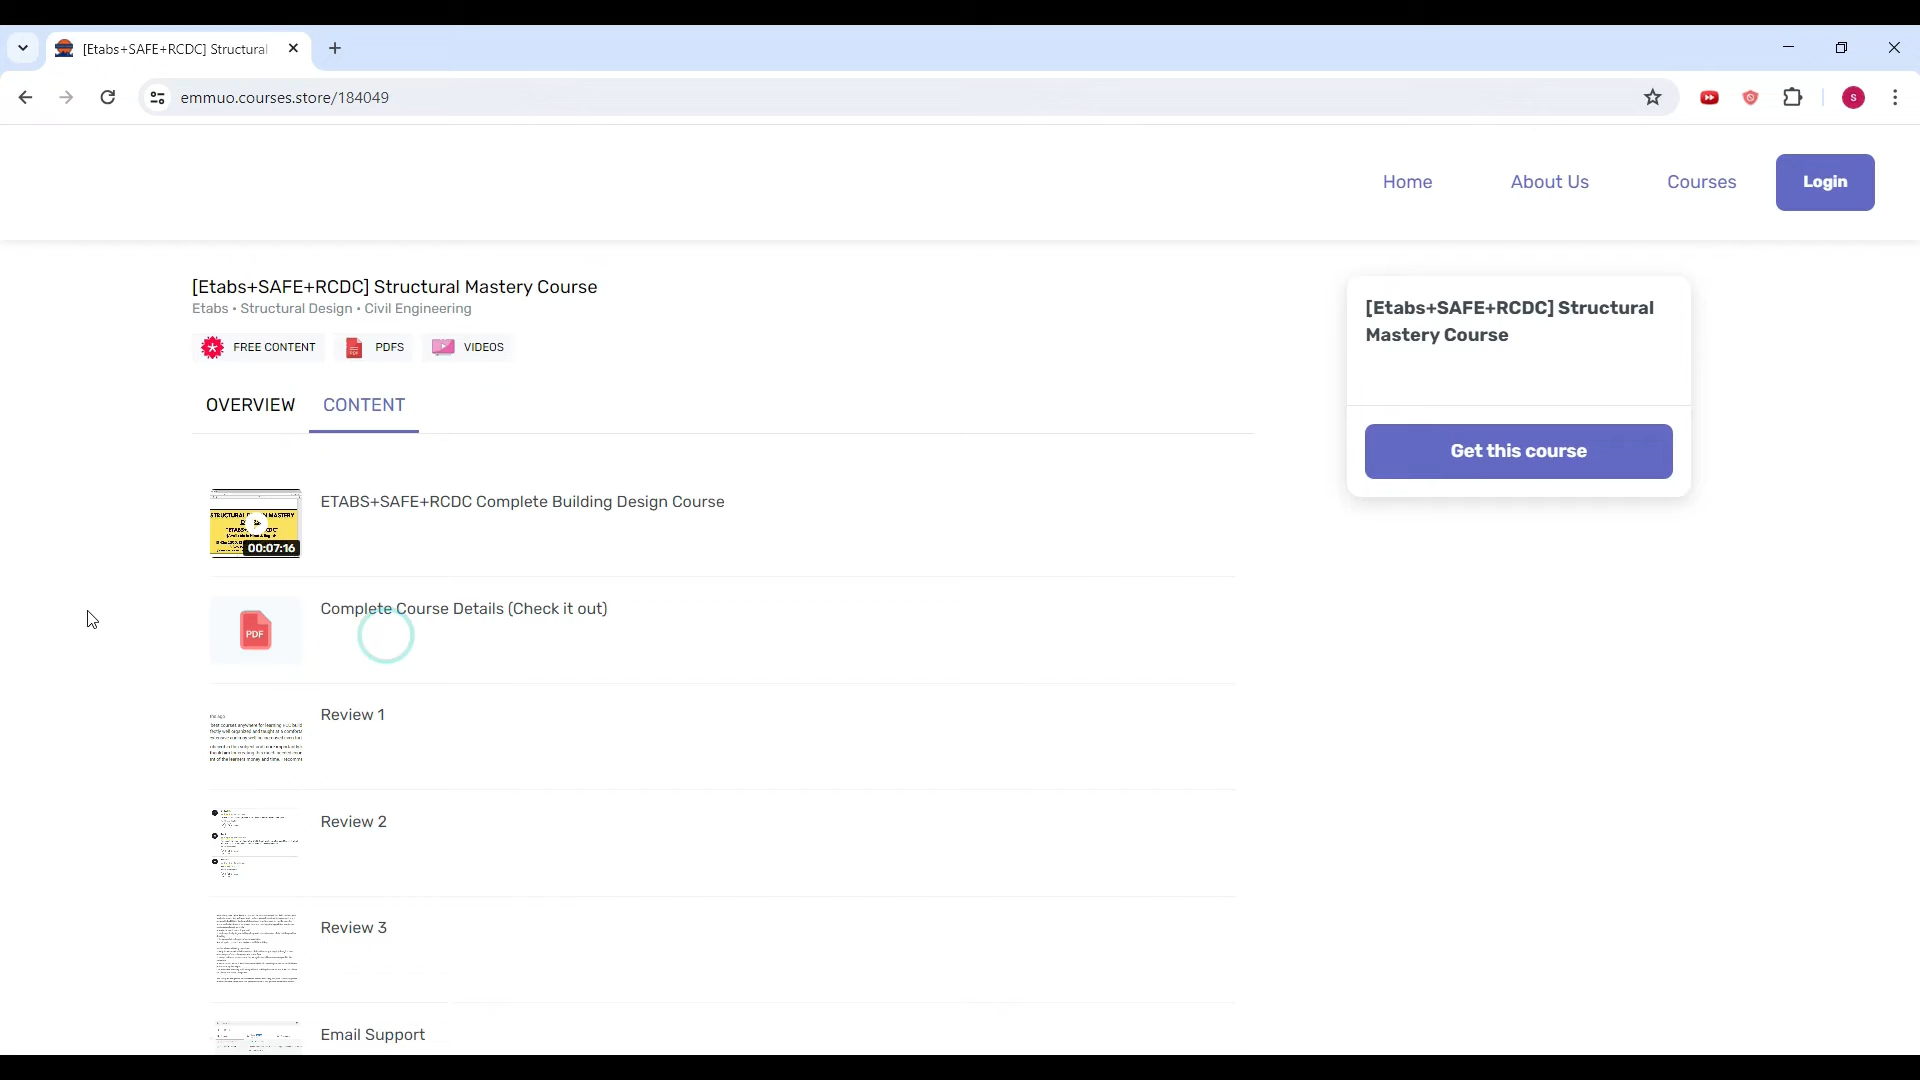 [Etabs+SAFE+RCDC] Structural
emmuo.courses.store/184049
S
Home
About Us
Courses
Login
[Etabs+SAFE+RCDC] Structural Mastery Course
Etabs • Structural Design • Civil Engineering
FREE CONTENT
PDFS
VIDEOS
OVERVIEW
CONTENT
[Etabs+SAFE+RCDC] Structural
Mastery Course
Get this course
ETABS+SAFE+RCDC Complete Building Design Course
00:07:16
Complete Course Details (Check it out)
PDF
Review 1
Review 2
Review 3
Email Support